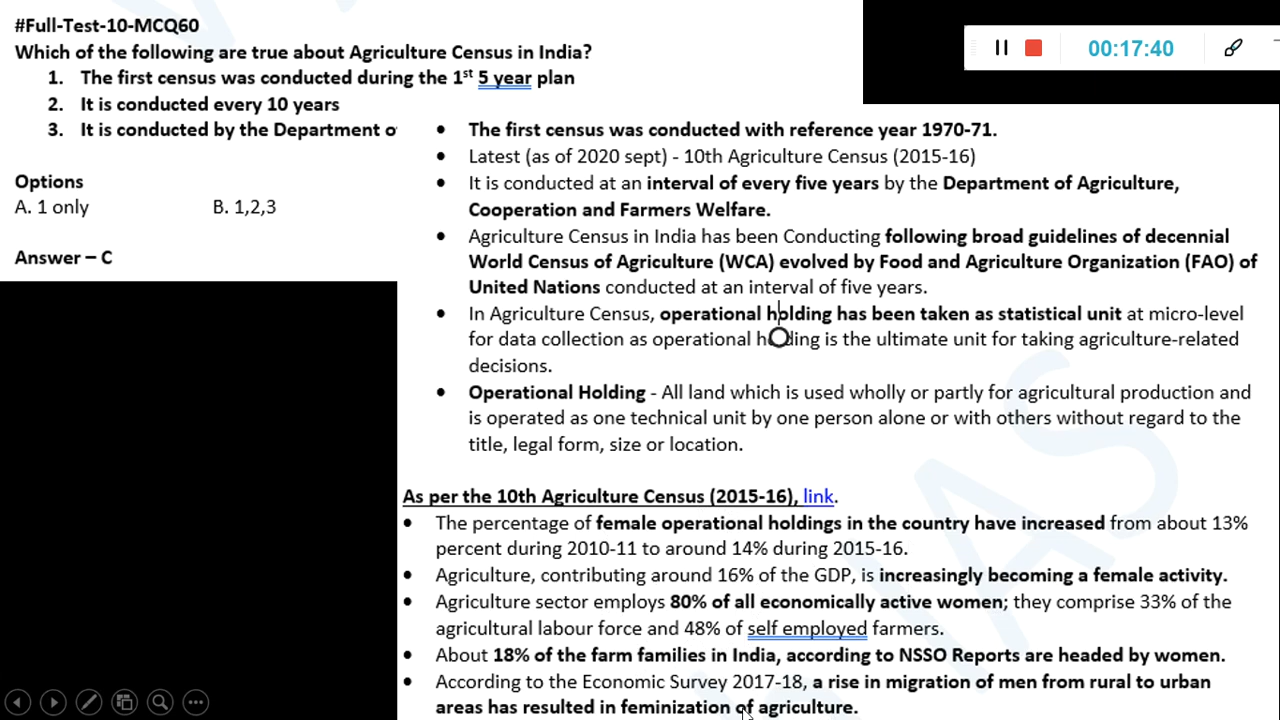 #Full-Test-10-MCQ60
Which of the following are true about Agriculture Census in India?
1. The first census was conducted during the 1st 5 year plan
2. It is conducted every 10 years
3. It is conducted by the Department o
Options
A. 1 only B. 1,2,3
Answer – C
00:17:40
• The first census was conducted with reference year 1970-71.
• Latest (as of 2020 sept) - 10th Agriculture Census (2015-16)
• It is conducted at an interval of every five years by the Department of Agriculture,
Cooperation and Farmers Welfare.
• Agriculture Census in India has been Conducting following broad guidelines of decennial
World Census of Agriculture (WCA) evolved by Food and Agriculture Organization (FAO) of
United Nations conducted at an interval of five years.
• In Agriculture Census, operational holding has been taken as statistical unit at micro-level
for data collection as operational holding is the ultimate unit for taking agriculture-related
decisions.
• Operational Holding - All land which is used wholly or partly for agricultural production and
is operated as one technical unit by one person alone or with others without regard to the
title, legal form, size or location.
As per the 10th Agriculture Census (2015-16), link.
• The percentage of female operational holdings in the country have increased from about 13%
percent during 2010-11 to around 14% during 2015-16.
• Agriculture, contributing around 16% of the GDP, is increasingly becoming a female activity.
• Agriculture sector employs 80% of all economically active women; they comprise 33% of the
agricultural labour force and 48% of self employed farmers.
• About 18% of the farm families in India, according to NSSO Reports are headed by women.
• According to the Economic Survey 2017-18, a rise in migration of men from rural to urban
areas has resulted in feminization of agriculture.
IAS